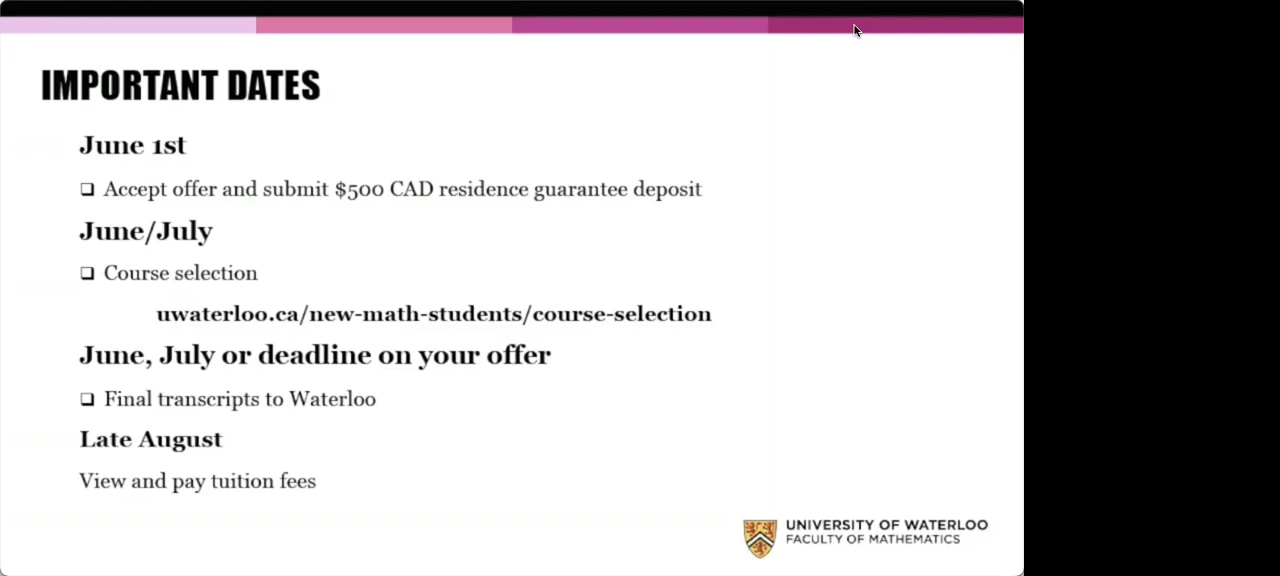 IMPORTANT DATES
June 1st
❑ Accept offer and submit $500 CAD residence guarantee deposit
June/July
❑ Course selection
uwaterloo.ca/new-math-students/course-selection
June, July or deadline on your offer
❑ Final transcripts to Waterloo
Late August
View and pay tuition fees
UNIVERSITY OF WATERLOO
FACULTY OF MATHEMATICS